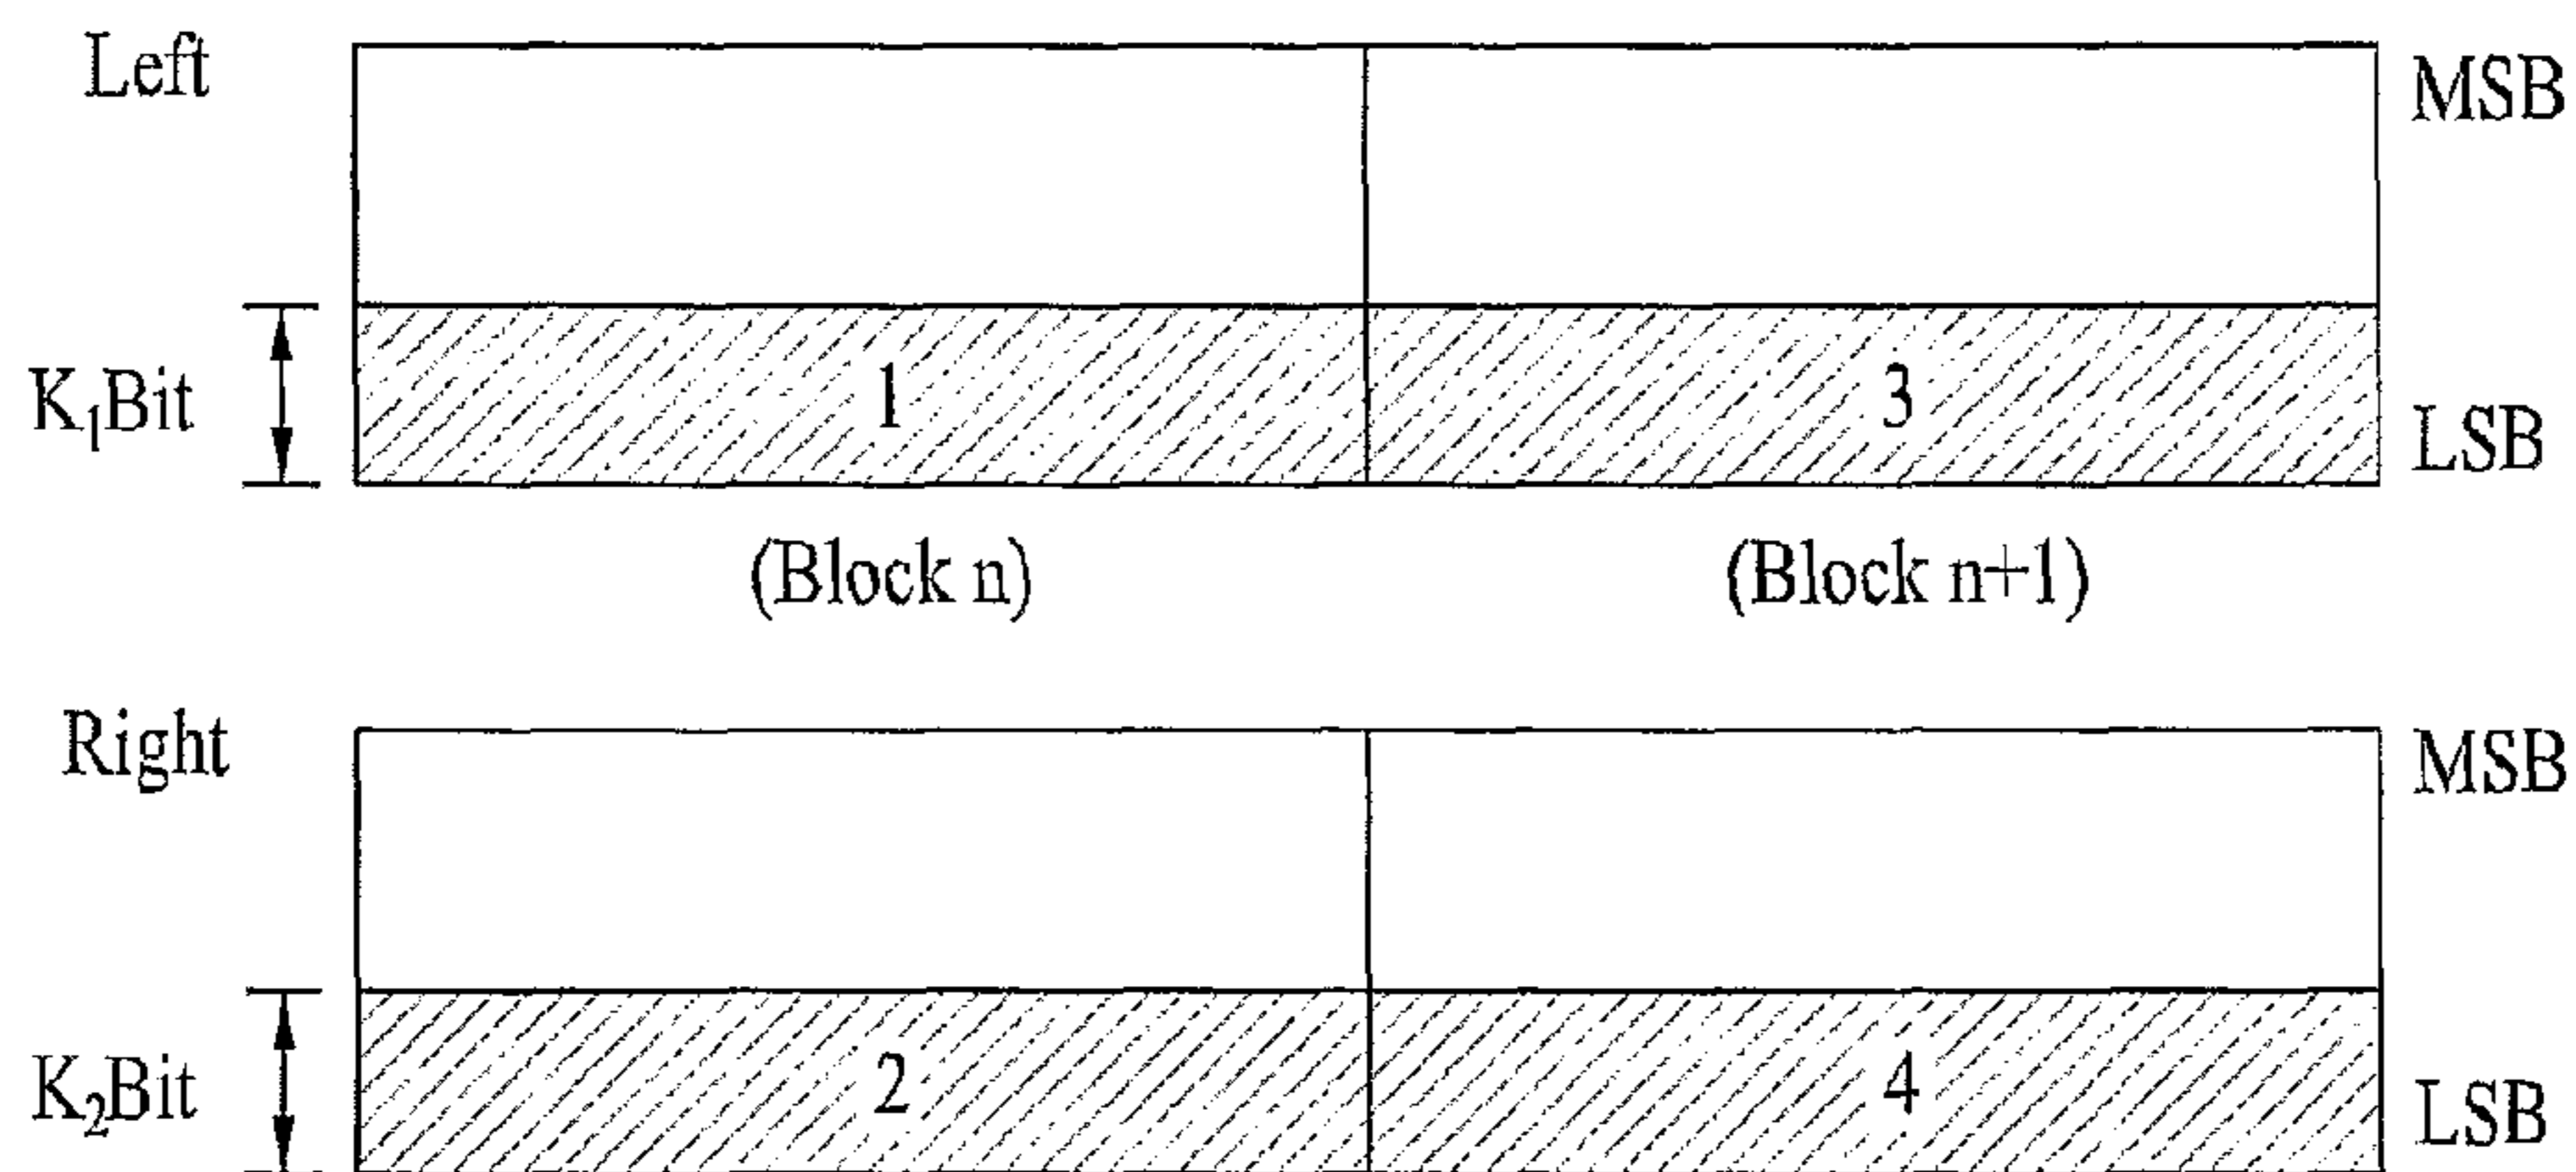 Left
MSB
K₁Bit
1
3
LSB
(Block n)
(Block n+1)
Right
MSB
K₂Bit
2
4
LSB